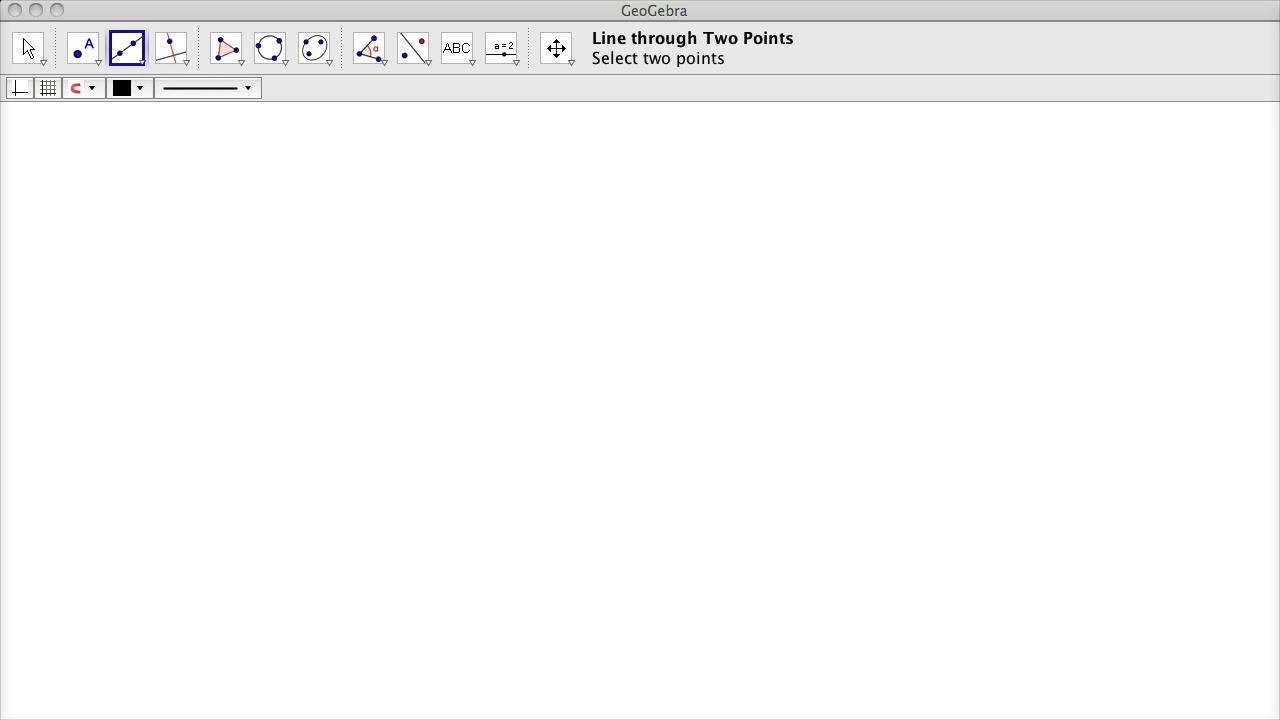 GeoGebra
A
α
ABC
a = 2
Line through Two Points
Select two points